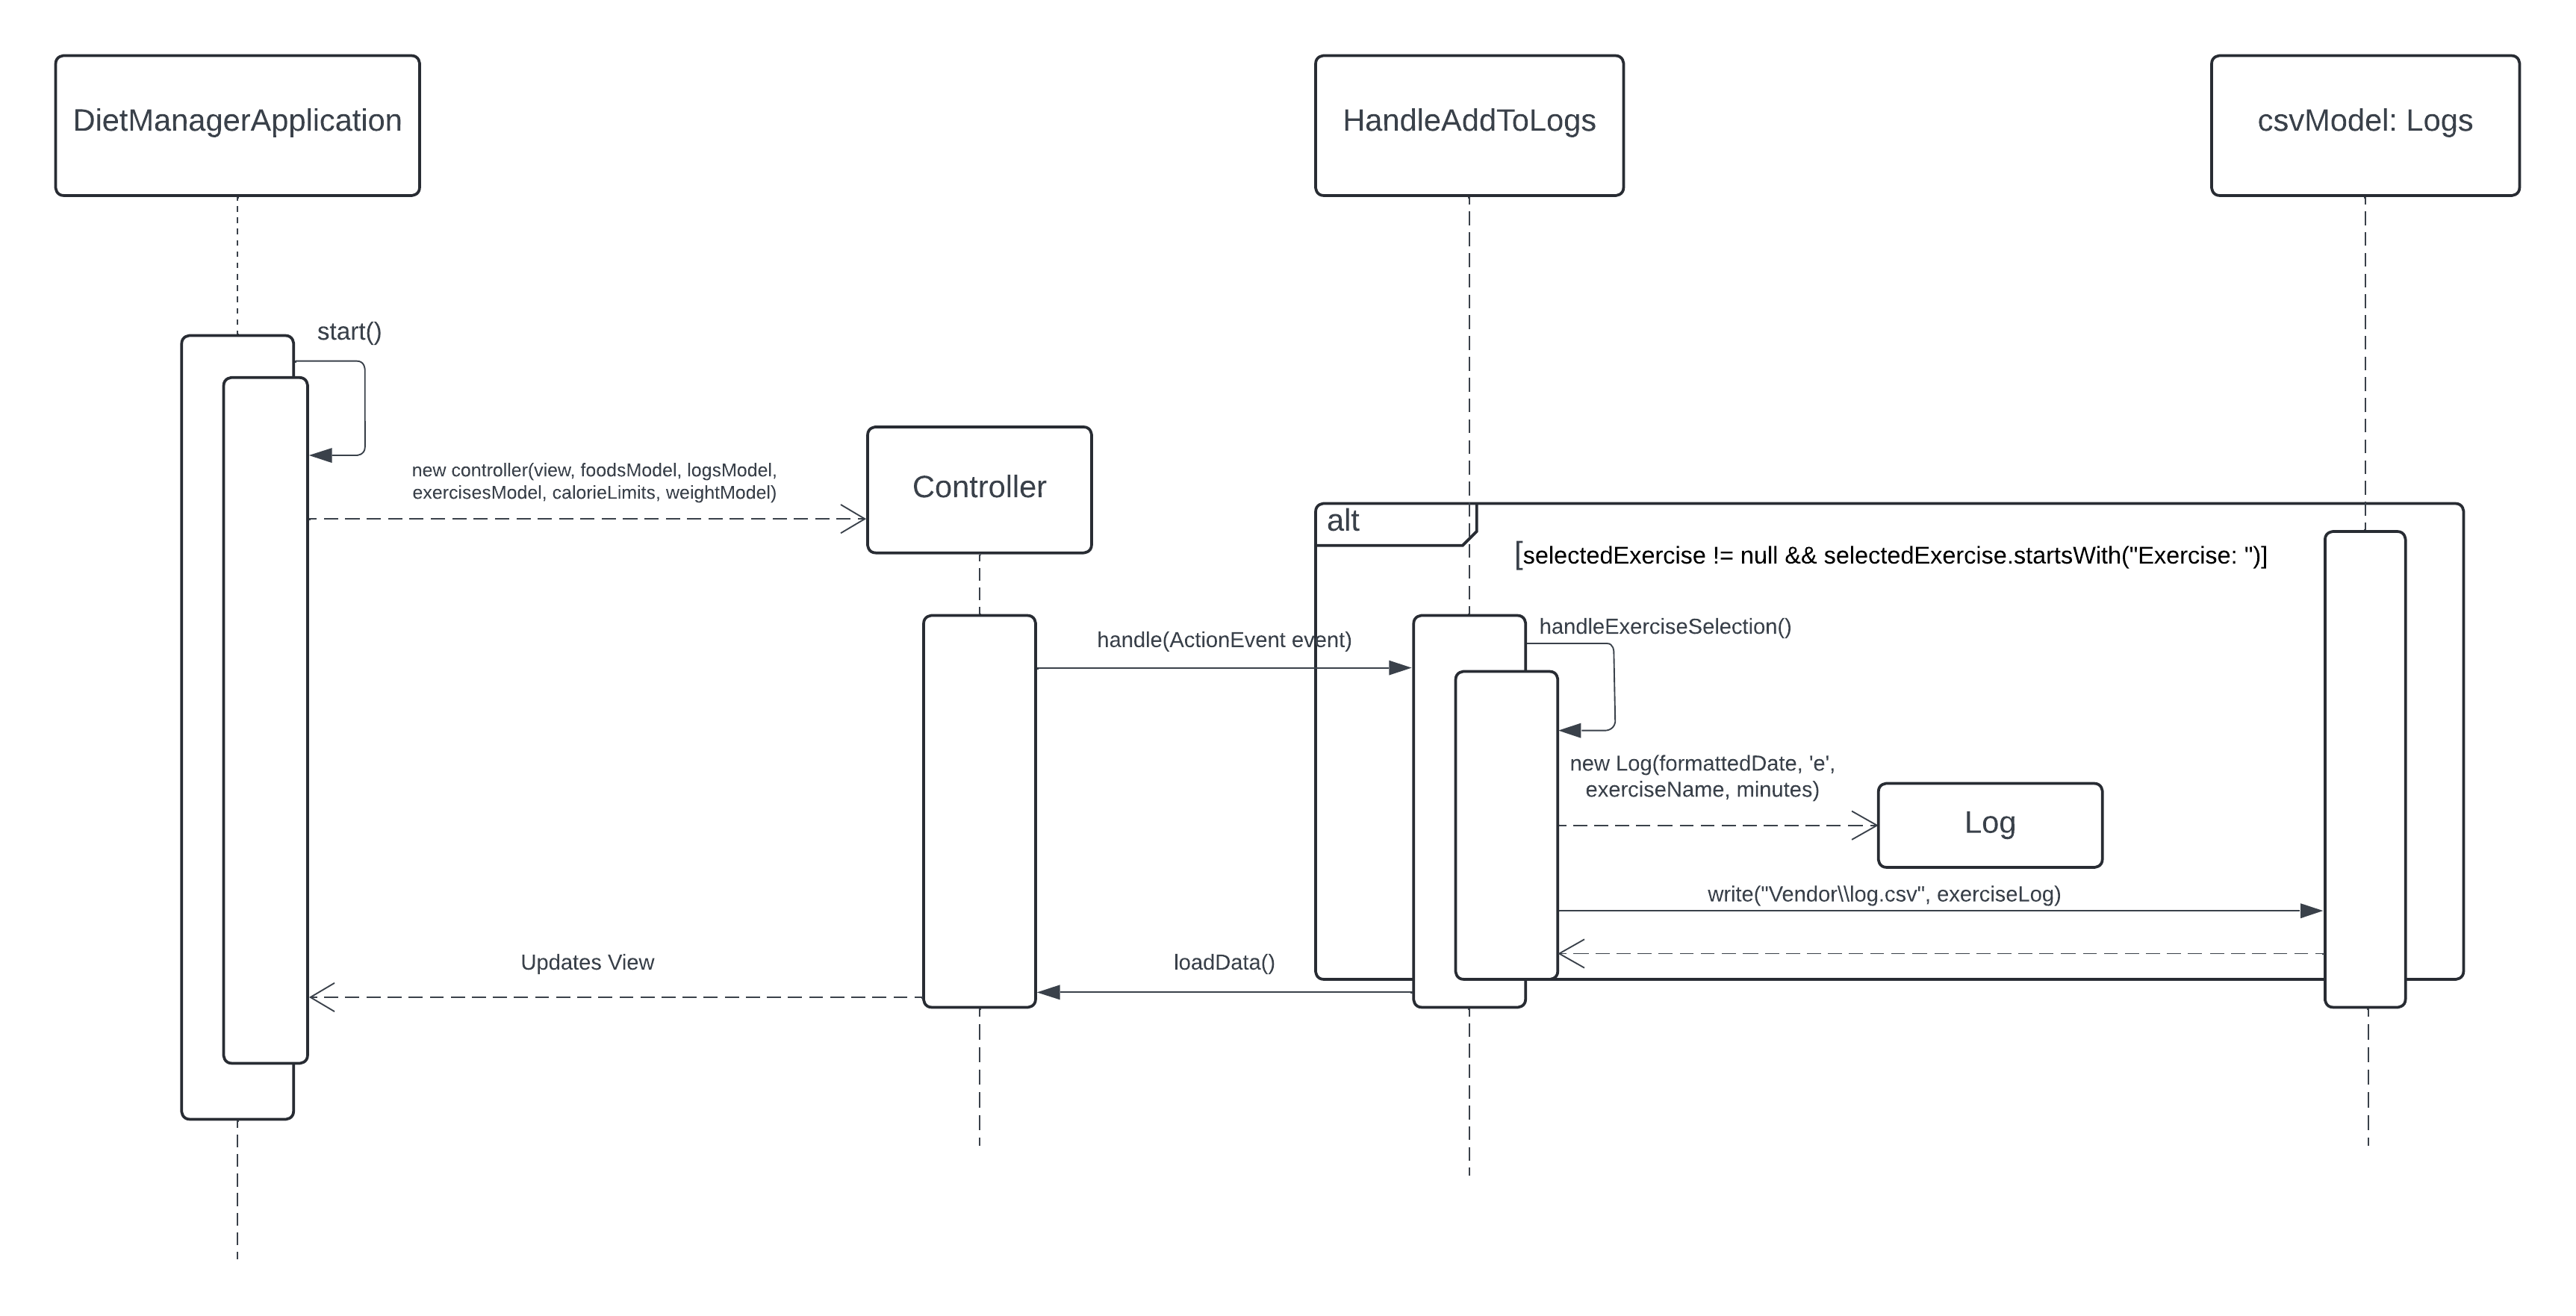 DietManagerApplication
HandleAddToLogs
csvModel: Logs
start()
new controller(view, foodsModel, logsModel,
exercisesModel, calorieLimits, weightModel)
Controller
alt
[selectedExercise != null && selectedExercise.startsWith("Exercise: ")]
handle(ActionEvent event)
handleExerciseSelection()
new Log(formattedDate, 'e',
exerciseName, minutes)
Log
write("Vendor\\log.csv", exerciseLog)
Updates View
loadData()